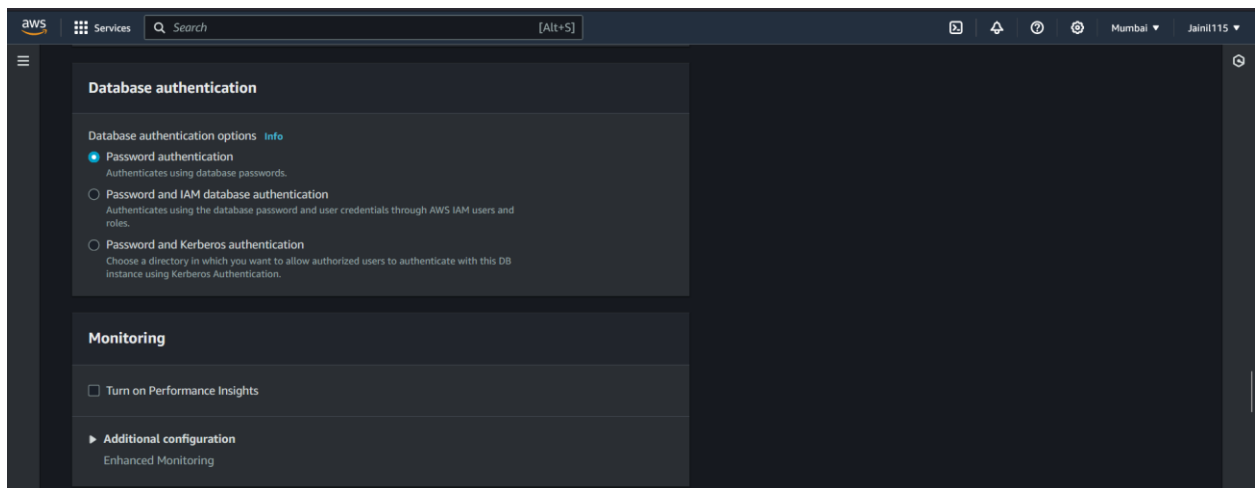 aws
Services
Search
[Alt+S]
Mumbai
Jainil115
Database authentication
Database authentication options Info
Password authentication
Authenticates using database passwords.
Password and IAM database authentication
Authenticates using the database password and user credentials through AWS IAM users and
roles.
Password and Kerberos authentication
Choose a directory in which you want to allow authorized users to authenticate with this DB
instance using Kerberos Authentication.
Monitoring
Turn on Performance Insights
Additional configuration
Enhanced Monitoring